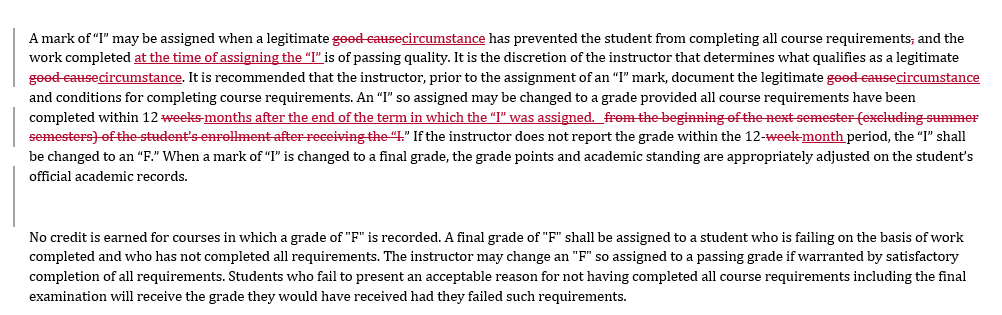 A mark of “I” may be assigned when a legitimate good causecircumstance has prevented the student from completing all course requirements, and the
work completed at the time of assigning the “I” is of passing quality. It is the discretion of the instructor that determines what qualifies as a legitimate
good causecircumstance. It is recommended that the instructor, prior to the assignment of an “I” mark, document the legitimate good causecircumstance
and conditions for completing course requirements. An “I” so assigned may be changed to a grade provided all course requirements have been
completed within 12 weeks months after the end of the term in which the “I” was assigned. from the beginning of the next semester (excluding summer
semesters) of the student’s enrollment after receiving the “I.” If the instructor does not report the grade within the 12-week month period, the “I” shall
be changed to an “F.” When a mark of “I” is changed to a final grade, the grade points and academic standing are appropriately adjusted on the student’s
official academic records.
No credit is earned for courses in which a grade of "F" is recorded. A final grade of "F" shall be assigned to a student who is failing on the basis of work
completed and who has not completed all requirements. The instructor may change an "F" so assigned to a passing grade if warranted by satisfactory
completion of all requirements. Students who fail to present an acceptable reason for not having completed all course requirements including the final
examination will receive the grade they would have received had they failed such requirements.